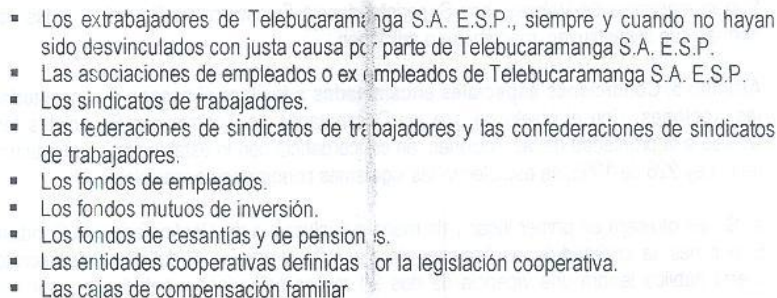 ▪ Los extrabajadores de Telebucaramanga S.A. E.S.P., siempre y cuando no hayan
sido desvinculados con justa causa por parte de Telebucaramanga S.A. E.S.P.
▪ Las asociaciones de empleados o ex empleados de Telebucaramanga S.A. E.S.P.
▪ Los sindicatos de trabajadores.
▪ Las federaciones de sindicatos de trabajadores y las confederaciones de sindicatos
de trabajadores.
▪ Los fondos de empleados.
▪ Los fondos mutuos de inversión.
▪ Los fondos de cesantías y de pensiones.
▪ Las entidades cooperativas definidas por la legislación cooperativa.
▪ Las cajas de compensación familiar